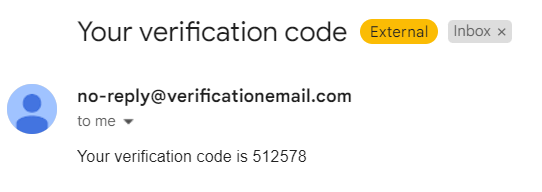 Your verification code External Inbox ×
no-reply@verificationemail.com
to me
Your verification code is 512578